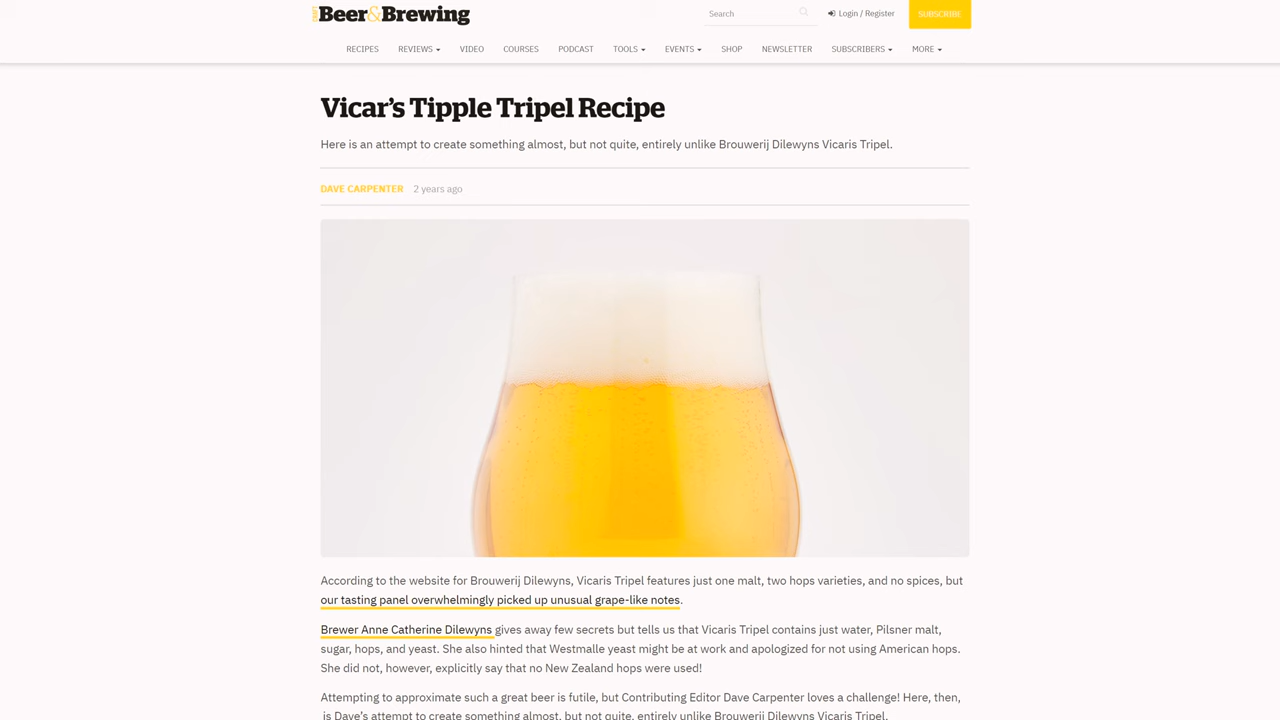 CRAFT
Beer&Brewing
Search
Login / Register
SUBSCRIBE
RECIPES REVIEWS VIDEO COURSES PODCAST TOOLS EVENTS SHOP NEWSLETTER SUBSCRIBERS MORE
Vicar's Tipple Tripel Recipe
Here is an attempt to create something almost, but not quite, entirely unlike Brouwerij Dilewyns Vicaris Tripel.
DAVE CARPENTER 2 years ago
According to the website for Brouwerij Dilewyns, Vicaris Tripel features just one malt, two hops varieties, and no spices, but
our tasting panel overwhelmingly picked up unusual grape-like notes.
Brewer Anne Catherine Dilewyns gives away few secrets but tells us that Vicaris Tripel contains just water, Pilsner malt,
sugar, hops, and yeast. She also hinted that Westmalle yeast might be at work and apologized for not using American hops.
She did not, however, explicitly say that no New Zealand hops were used!
Attempting to approximate such a great beer is futile, but Contributing Editor Dave Carpenter loves a challenge! Here, then,
is Dave's attempt to create something almost, but not quite, entirely unlike Brouwerij Dilewyns Vicaris Tripel.